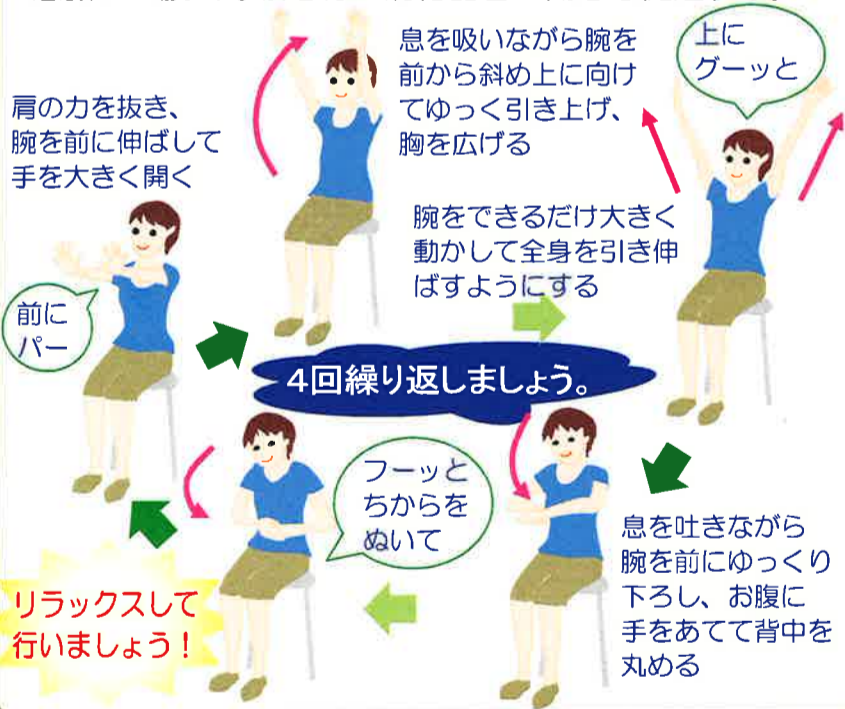 肩の力を抜き、
腕を前に伸ばして
手を大きく開く
前に
パー
息を吸いながら腕を
前から斜め上に向け
てゆっく引き上げ、
胸を広げる
腕をできるだけ大きく
動かして全身を引き伸
ばすようにする
上に
グーッと
4回繰り返しましょう。
息を吐きながら
腕を前にゆっくり
下ろし、お腹に
手をあてて背中を
丸める
フーッと
ちからを
ぬいて
リラックスして
行いましょう!